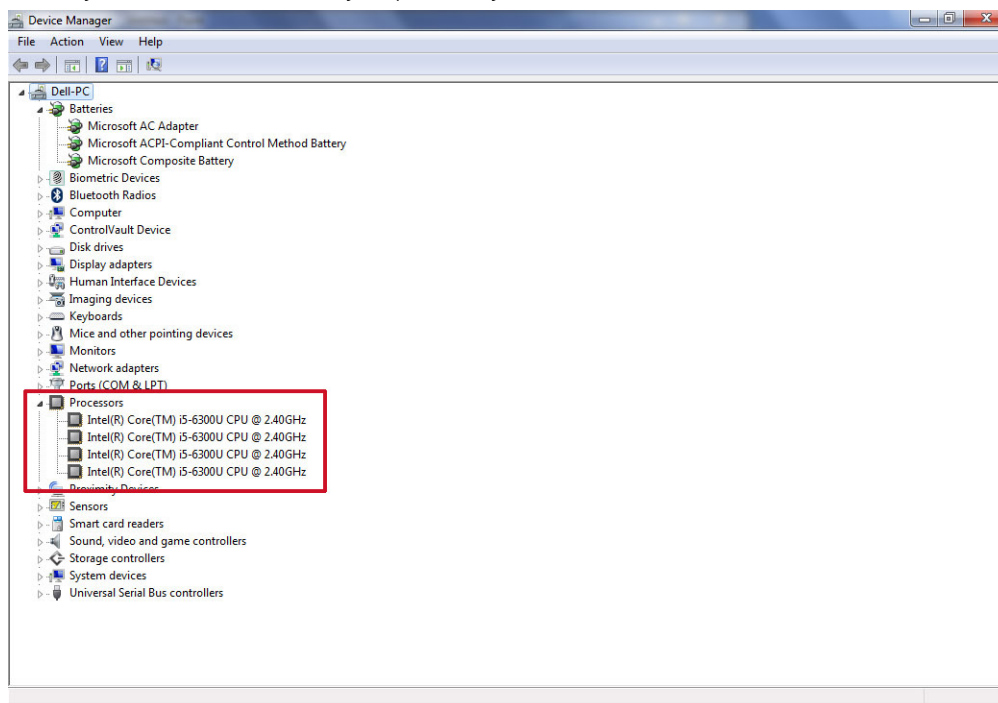 Device Manager
File Action View Help
Dell-PC
Batteries
Microsoft AC Adapter
Microsoft ACPI-Compliant Control Method Battery
Microsoft Composite Battery
Biometric Devices
Bluetooth Radios
Computer
ControlVault Device
Disk drives
Display adapters
Human Interface Devices
Imaging devices
Keyboards
Mice and other pointing devices
Monitors
Network adapters
Ports (COM & LPT)
Processors
Intel(R) Core(TM) i5-6300U CPU @ 2.40GHz
Intel(R) Core(TM) i5-6300U CPU @ 2.40GHz
Intel(R) Core(TM) i5-6300U CPU @ 2.40GHz
Intel(R) Core(TM) i5-6300U CPU @ 2.40GHz
Proximity Devices
Sensors
Smart card readers
Sound, video and game controllers
Storage controllers
System devices
Universal Serial Bus controllers